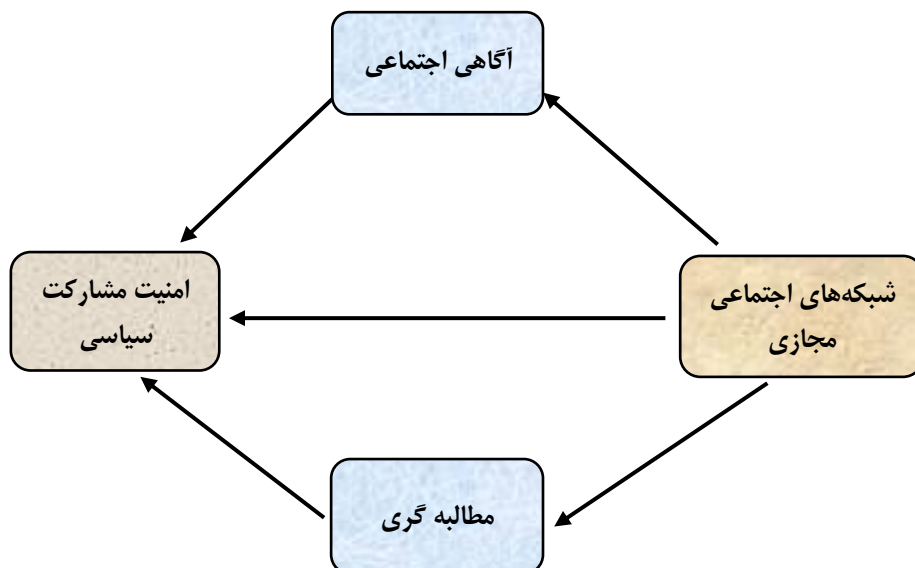 آگاهی اجتماعی
شبکه‌های اجتماعی
مجازی
امنیت مشارکت
سیاسی
مطالبه گری